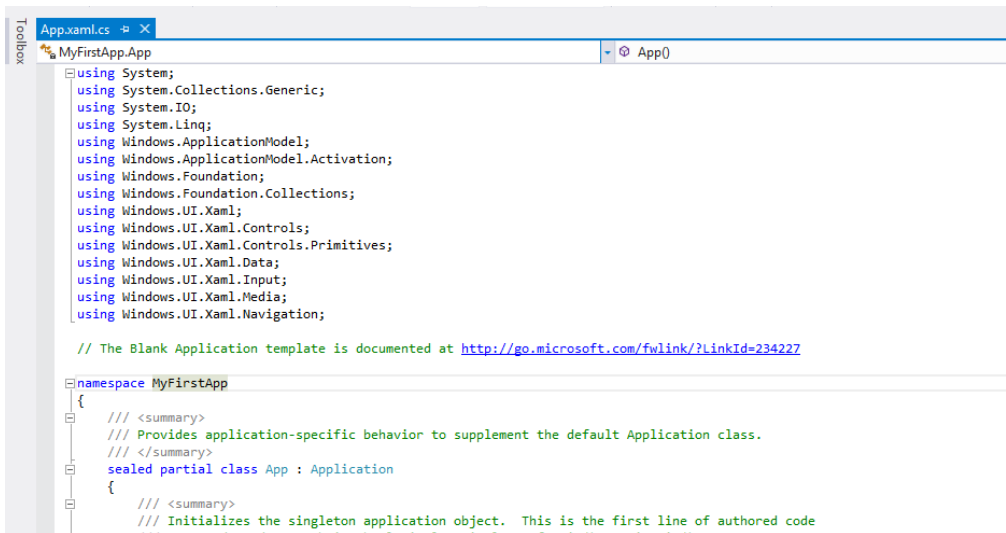 Toolbox
App.xaml.cs
MyFirstApp.App
App()
using System;
using System.Collections.Generic;
using System.IO;
using System.Linq;
using Windows.ApplicationModel;
using Windows.ApplicationModel.Activation;
using Windows.Foundation;
using Windows.Foundation.Collections;
using Windows.UI.Xaml;
using Windows.UI.Xaml.Controls;
using Windows.UI.Xaml.Controls.Primitives;
using Windows.UI.Xaml.Data;
using Windows.UI.Xaml.Input;
using Windows.UI.Xaml.Media;
using Windows.UI.Xaml.Navigation;
// The Blank Application template is documented at http://go.microsoft.com/fwlink/?LinkId=234227
namespace MyFirstApp
{
/// <summary>
/// Provides application-specific behavior to supplement the default Application class.
/// </summary>
sealed partial class App : Application
{
/// <summary>
/// Initializes the singleton application object.  This is the first line of authored code